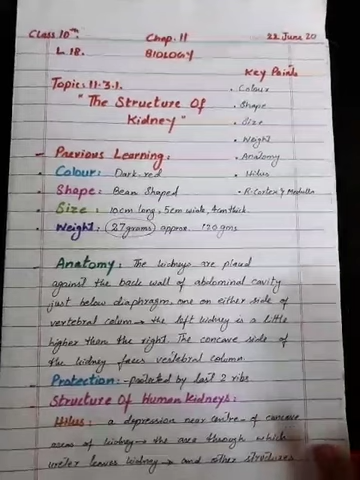 Class 10th Chap. 11 22 June 20
L. 18. BIOLOGY
Key Points
Topic: 11.3.1.
• Colour
"The Structure Of
• Shape
Kidney"
• Size
• Weight
– Previous Learning:
• Anatomy
• Colour: Dark-red
• Hilus
• Shape: Bean Shaped
• R. Cortex & Medulla
• Size: 10cm long, 5cm wide, 4cm thick.
• Weight: (27grams) approx. 120 gms
• Anatomy: The kidneys are placed
against the back wall of abdominal cavity
just below diaphragm, one on either side of
vertebral colum → the left kidney is a little
higher than the right. The concave side of
the kidney faces vertebral column
– Protection: – protected by last 2 ribs
Structure Of Human Kidneys:
Hilus: a depression near centre – of concave
area of kidney → the area through which
ureter leaves kidney → and other structures